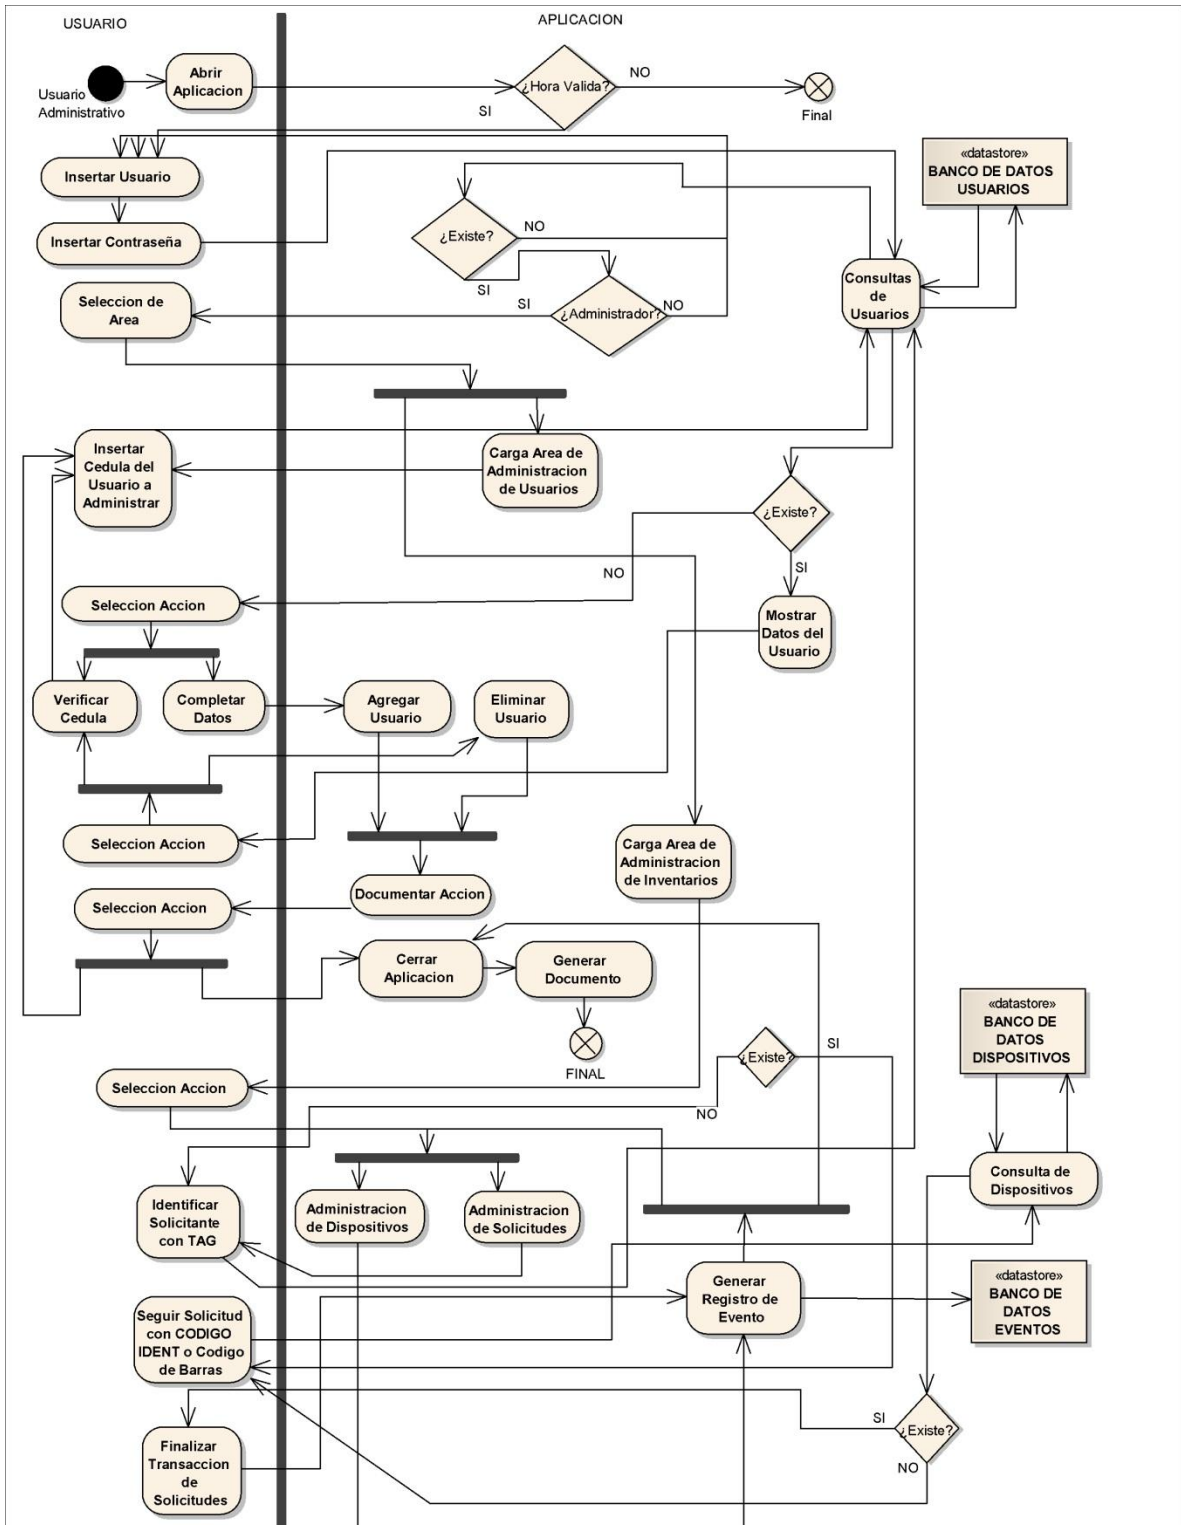 USUARIO
APLICACION
Usuario
Administrativo
Abrir
Aplicacion
¿Hora Valida?
NO
SI
Final
Insertar Usuario
Insertar Contraseña
¿Existe?
NO
SI
¿Administrador?
NO
SI
«datastore»
BANCO DE DATOS
USUARIOS
Consultas
de
Usuarios
Seleccion de
Area
Insertar
Cedula del
Usuario a
Administrar
Carga Area de
Administracion
de Usuarios
¿Existe?
SI
NO
Seleccion Accion
Mostrar
Datos del
Usuario
Verificar
Cedula
Completar
Datos
Agregar
Usuario
Eliminar
Usuario
Seleccion Accion
Carga Area de
Administracion
de Inventarios
Documentar Accion
Seleccion Accion
Cerrar
Aplicacion
Generar
Documento
FINAL
«datastore»
BANCO DE
DATOS
DISPOSITIVOS
¿Existe?
SI
NO
Seleccion Accion
Consulta de
Dispositivos
Identificar
Solicitante
con TAG
Administracion
de Dispositivos
Administracion
de Solicitudes
Generar
Registro de
Evento
«datastore»
BANCO DE
DATOS
EVENTOS
Seguir Solicitud
con CODIGO
IDENT o Codigo
de Barras
¿Existe?
SI
NO
Finalizar
Transaccion
de
Solicitudes